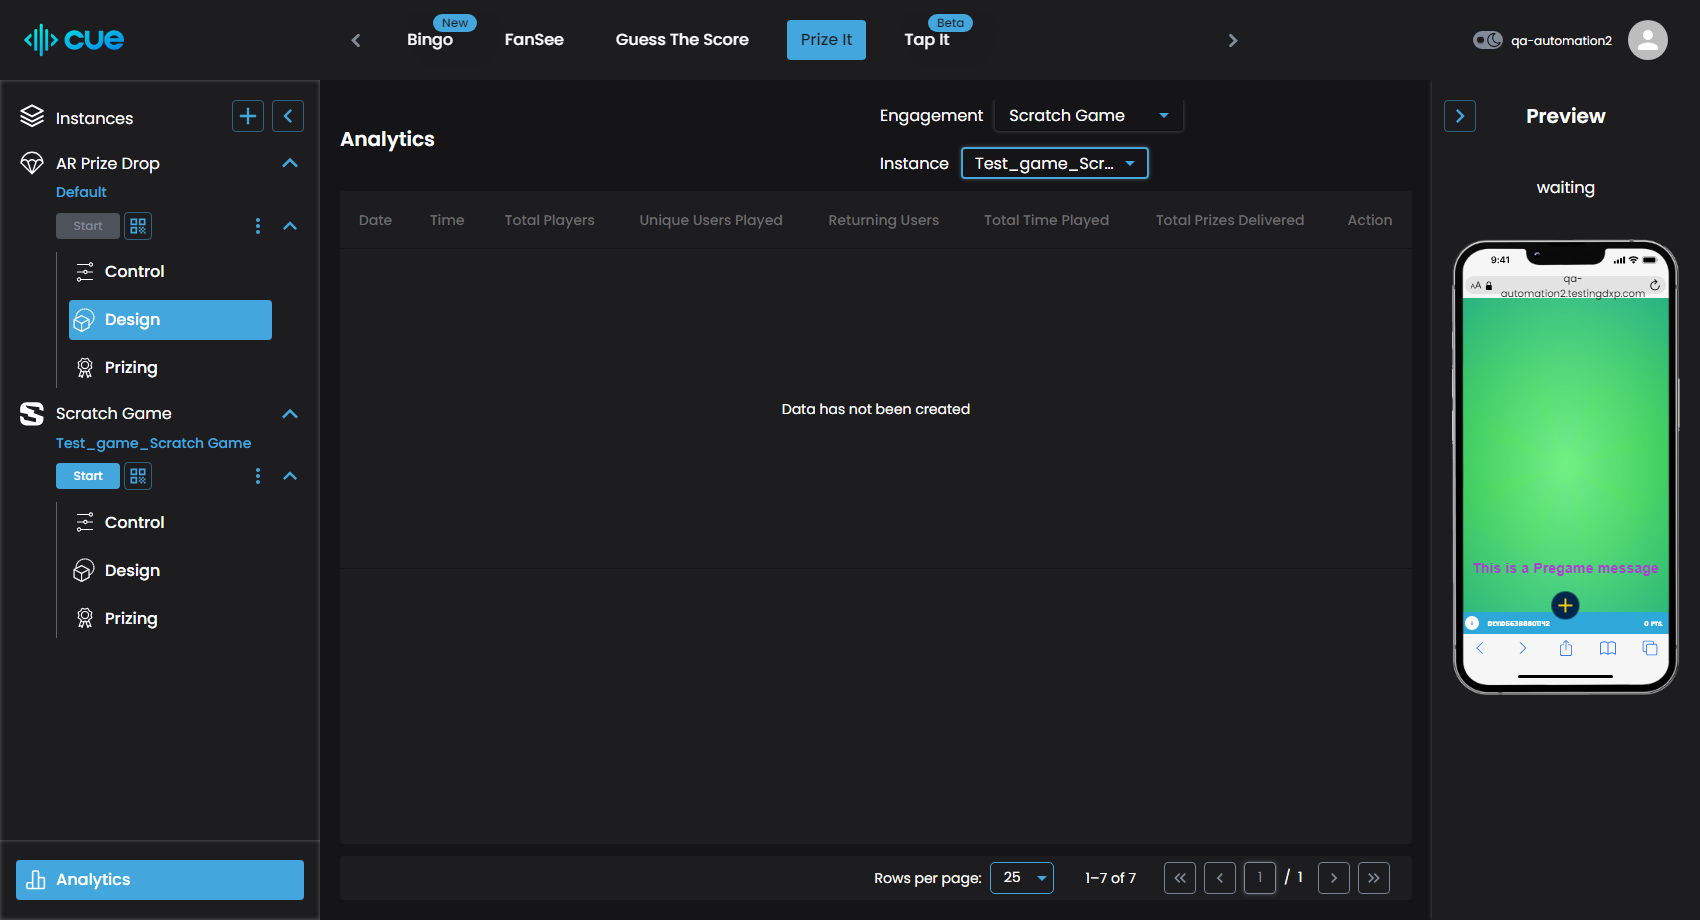 cue
New
Bingo
FanSee
Guess The Score
Prize It
Beta
Tap It
qa-automation2
Instances
AR Prize Drop
Default
Start
Control
Design
Prizing
Scratch Game
Test_game_Scratch Game
Start
Control
Design
Prizing
Analytics
Analytics
Engagement
Scratch Game
Instance
Test_game_Scr...
Date Time Total Players Unique Users Played Returning Users Total Time Played Total Prizes Delivered Action
Data has not been created
Rows per page: 25 1–7 of 7 1 / 1
Preview
waiting
9:41
AA
qa-
automation2.testingdxp.com
This is a Pregame message
0 PTS.